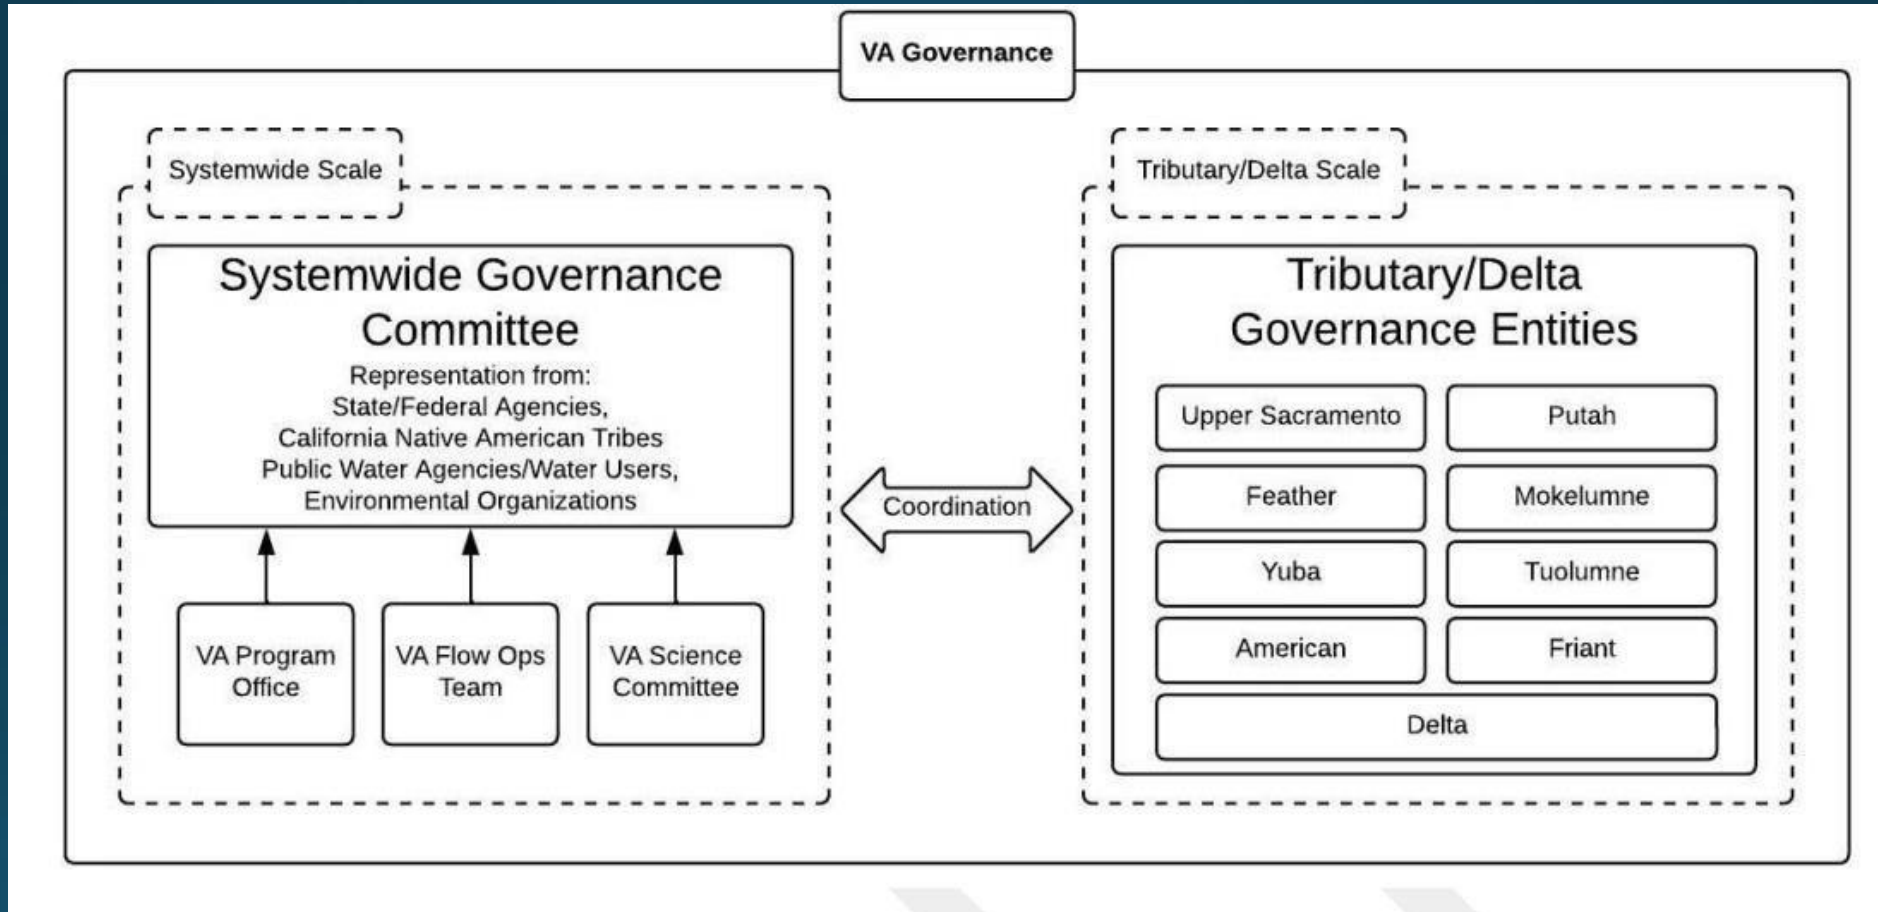 VA Governance
Systemwide Scale
Systemwide Governance
Committee
Representation from:
State/Federal Agencies,
California Native American Tribes
Public Water Agencies/Water Users,
Environmental Organizations
VA Program
Office
VA Flow Ops
Team
VA Science
Committee
Coordination
Tributary/Delta Scale
Tributary/Delta
Governance Entities
Upper Sacramento
Putah
Feather
Mokelumne
Yuba
Tuolumne
American
Friant
Delta